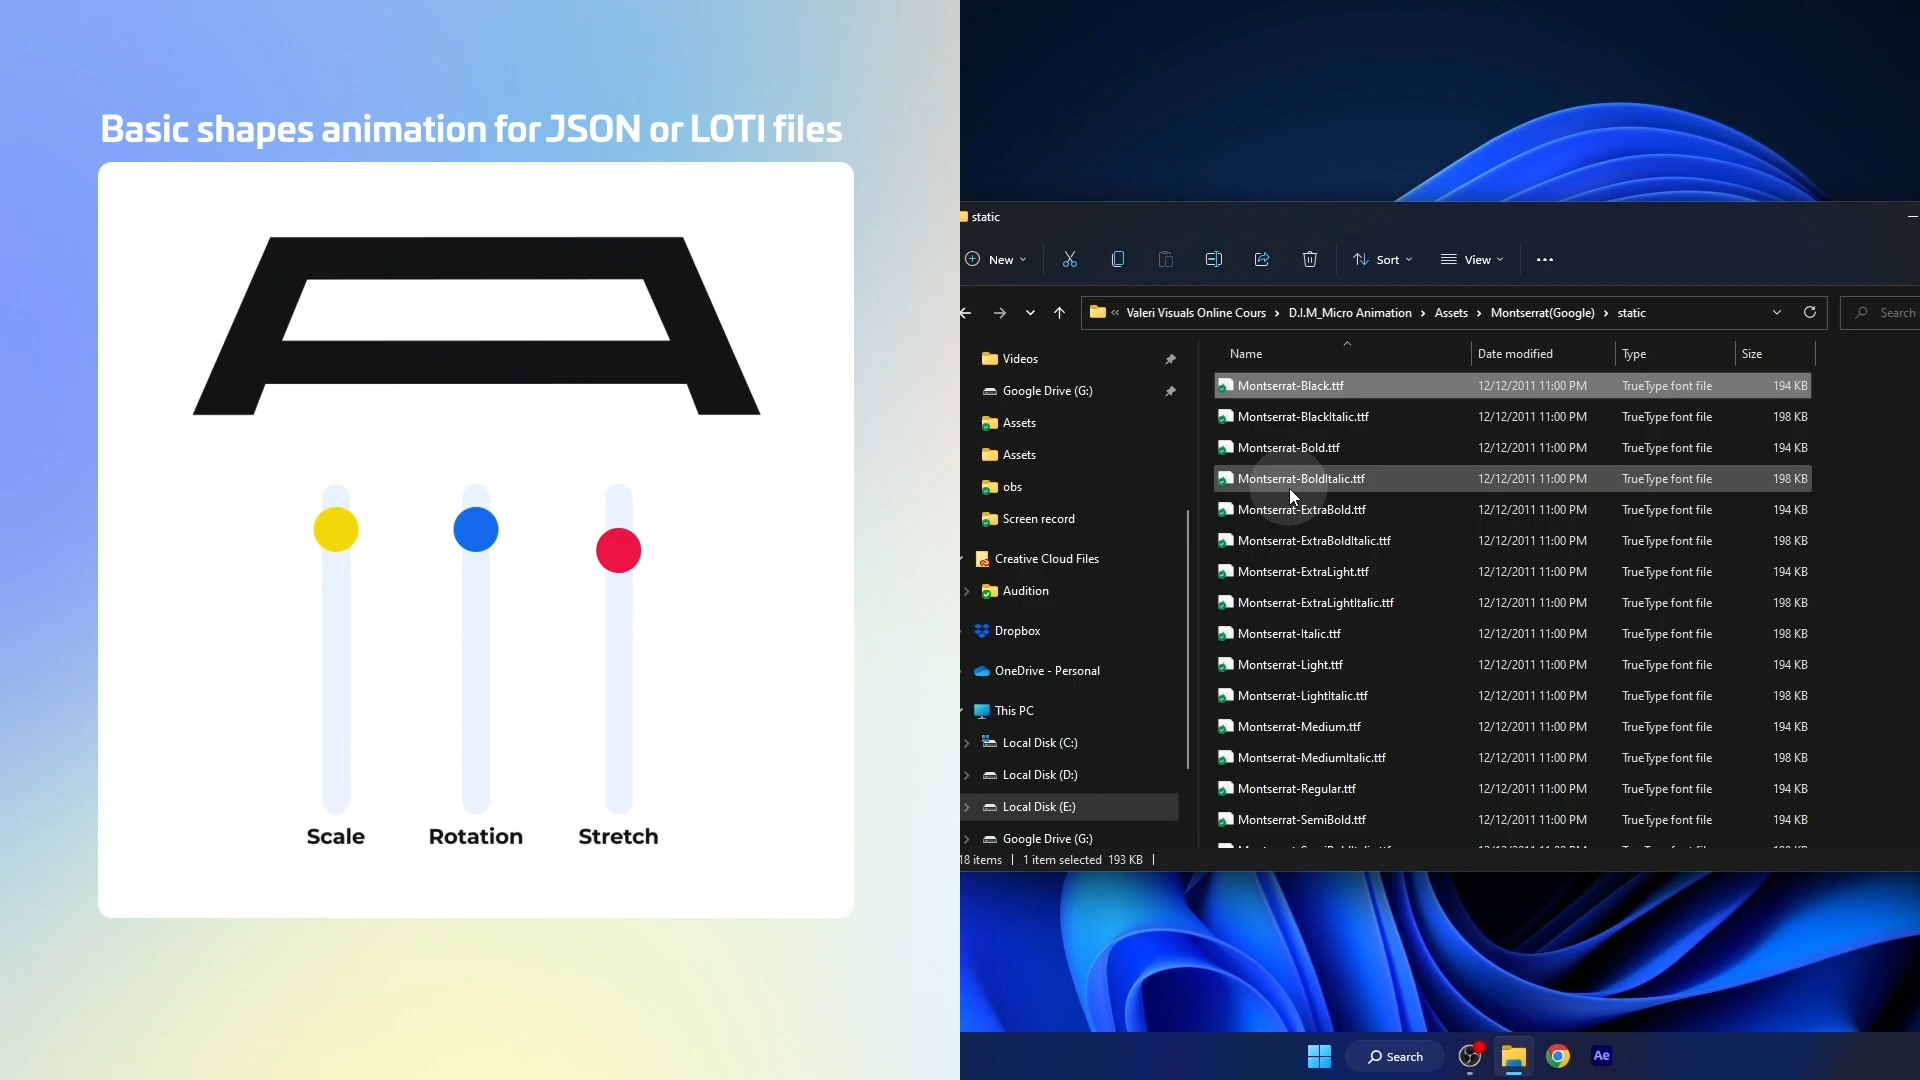 Basic shapes animation for JSON or LOTI files
A
Scale Rotation Stretch
static
New Sort View
« Valeri Visuals Online Cours > D.I.M_Micro Animation > Assets > Montserrat(Google) > static
Search
Videos
Google Drive (G:)
Assets
Assets
obs
Screen record
Creative Cloud Files
Audition
Dropbox
OneDrive - Personal
This PC
Local Disk (C:)
Local Disk (D:)
Local Disk (E:)
Google Drive (G:)
Name Date modified Type Size
Montserrat-Black.ttf 12/12/2011 11:00 PM TrueType font file 194 KB
Montserrat-BlackItalic.ttf 12/12/2011 11:00 PM TrueType font file 198 KB
Montserrat-Bold.ttf 12/12/2011 11:00 PM TrueType font file 194 KB
Montserrat-BoldItalic.ttf 12/12/2011 11:00 PM TrueType font file 198 KB
Montserrat-ExtraBold.ttf 12/12/2011 11:00 PM TrueType font file 194 KB
Montserrat-ExtraBoldItalic.ttf 12/12/2011 11:00 PM TrueType font file 198 KB
Montserrat-ExtraLight.ttf 12/12/2011 11:00 PM TrueType font file 194 KB
Montserrat-ExtraLightItalic.ttf 12/12/2011 11:00 PM TrueType font file 198 KB
Montserrat-Italic.ttf 12/12/2011 11:00 PM TrueType font file 198 KB
Montserrat-Light.ttf 12/12/2011 11:00 PM TrueType font file 194 KB
Montserrat-LightItalic.ttf 12/12/2011 11:00 PM TrueType font file 198 KB
Montserrat-Medium.ttf 12/12/2011 11:00 PM TrueType font file 194 KB
Montserrat-MediumItalic.ttf 12/12/2011 11:00 PM TrueType font file 198 KB
Montserrat-Regular.ttf 12/12/2011 11:00 PM TrueType font file 194 KB
Montserrat-SemiBold.ttf 12/12/2011 11:00 PM TrueType font file 194 KB
18 items | 1 item selected 193 KB |
Search
Ae